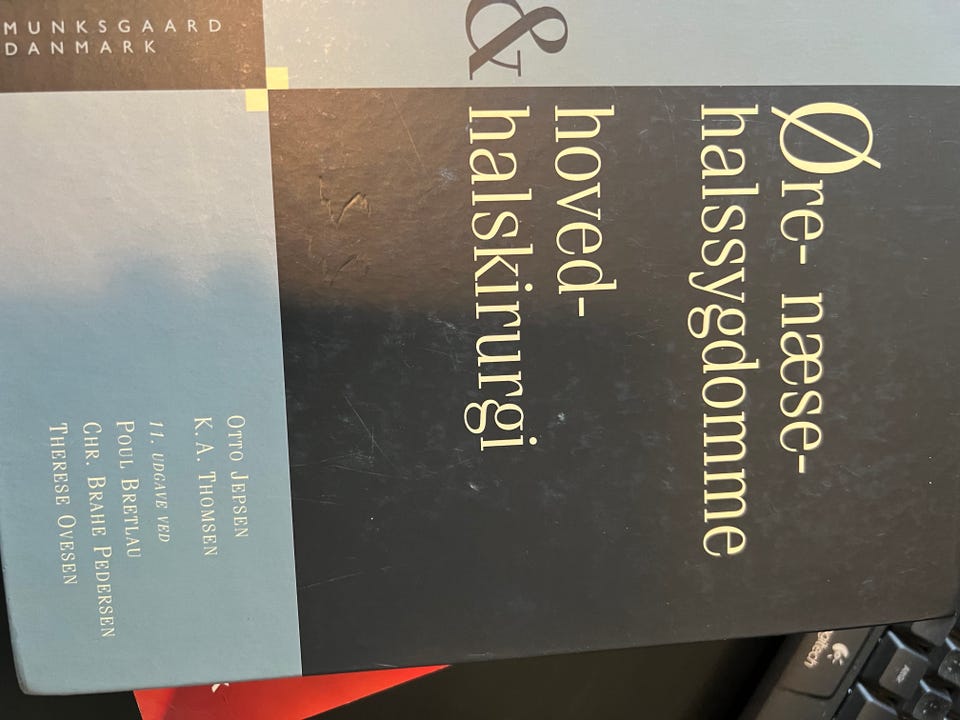 Øre- næse-
halssygdomme
&
hoved-
halskirurgi
OTTO JEPSEN
K.A. THOMSEN
11. UDGAVE VED
POUL BRETLAU
CHR. BRAHE PEDERSEN
THERESE OVESEN
MUNKSGAARD
DANMARK
Logitech